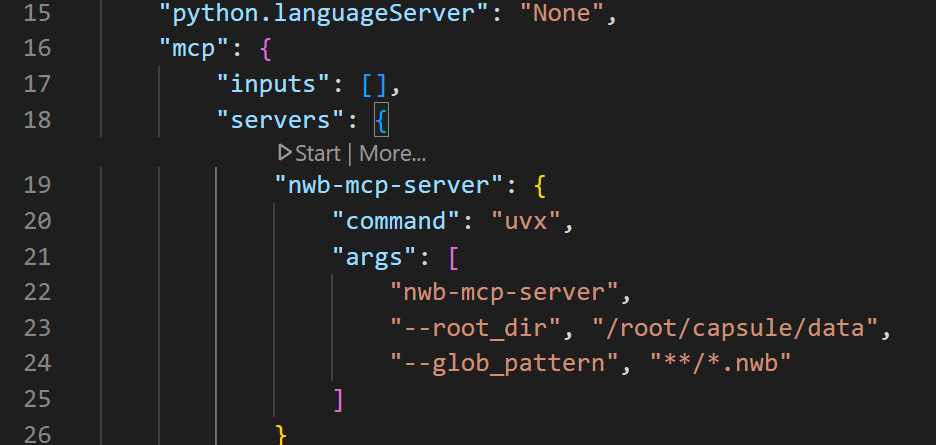 15 "python.languageServer": "None",
16 "mcp": {
17 "inputs": [],
18 "servers": {
Start | More...
19 "nwb-mcp-server": {
20 "command": "uvx",
21 "args": [
22 "nwb-mcp-server",
23 "--root_dir", "/root/capsule/data",
24 "--glob_pattern", "**/*.nwb"
25 ]
26 }